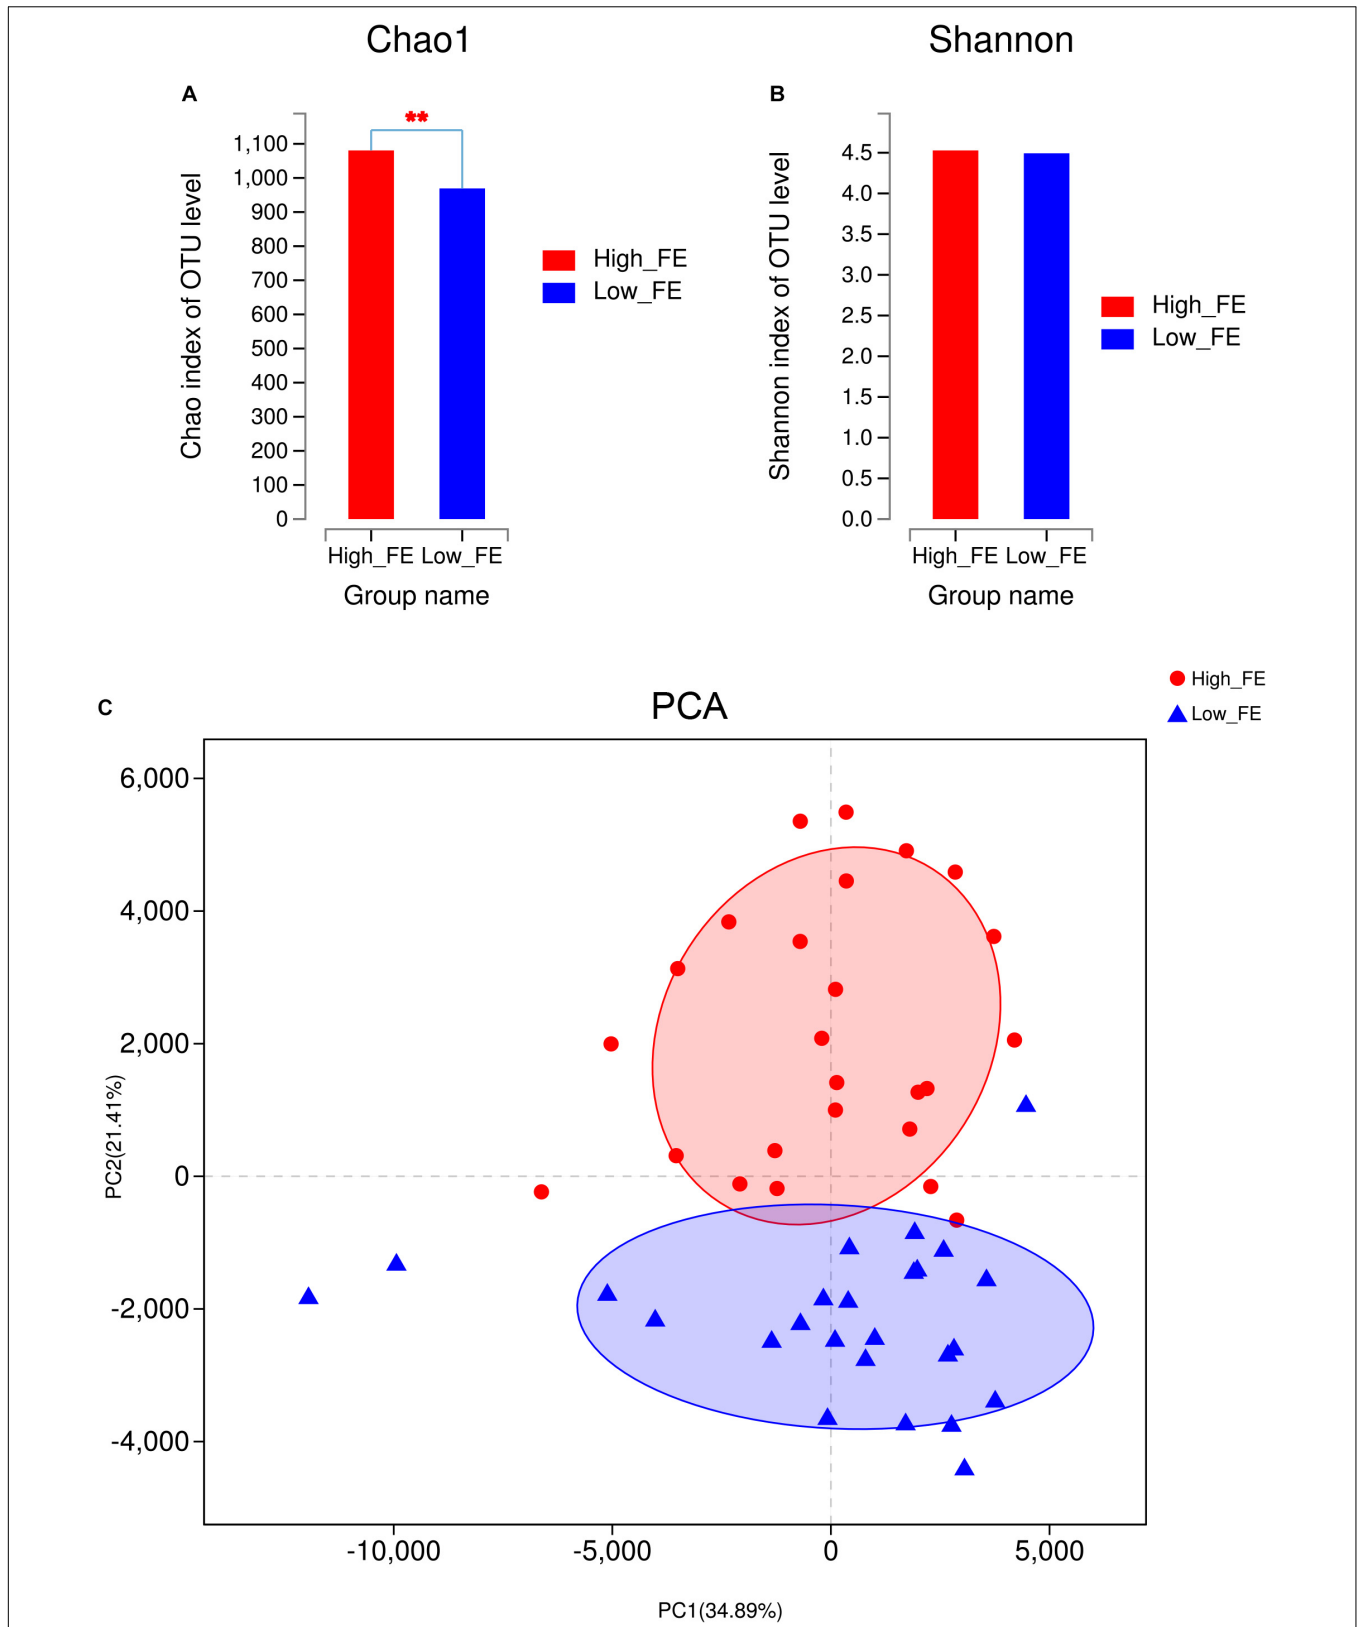 Chao1
Shannon
A
**
Chao index of OTU level
1,100
1,000
900
800
700
600
500
400
300
200
100
0
High_FE Low_FE
Group name
High_FE
Low_FE
B
Shannon index of OTU level
4.5
4.0
3.5
3.0
2.5
2.0
1.5
1.0
0.5
0.0
High_FE Low_FE
Group name
High_FE
Low_FE
C
PCA
High_FE
Low_FE
PC2(21.41%)
6,000
4,000
2,000
0
-2,000
-4,000
-10,000
-5,000
0
5,000
PC1(34.89%)